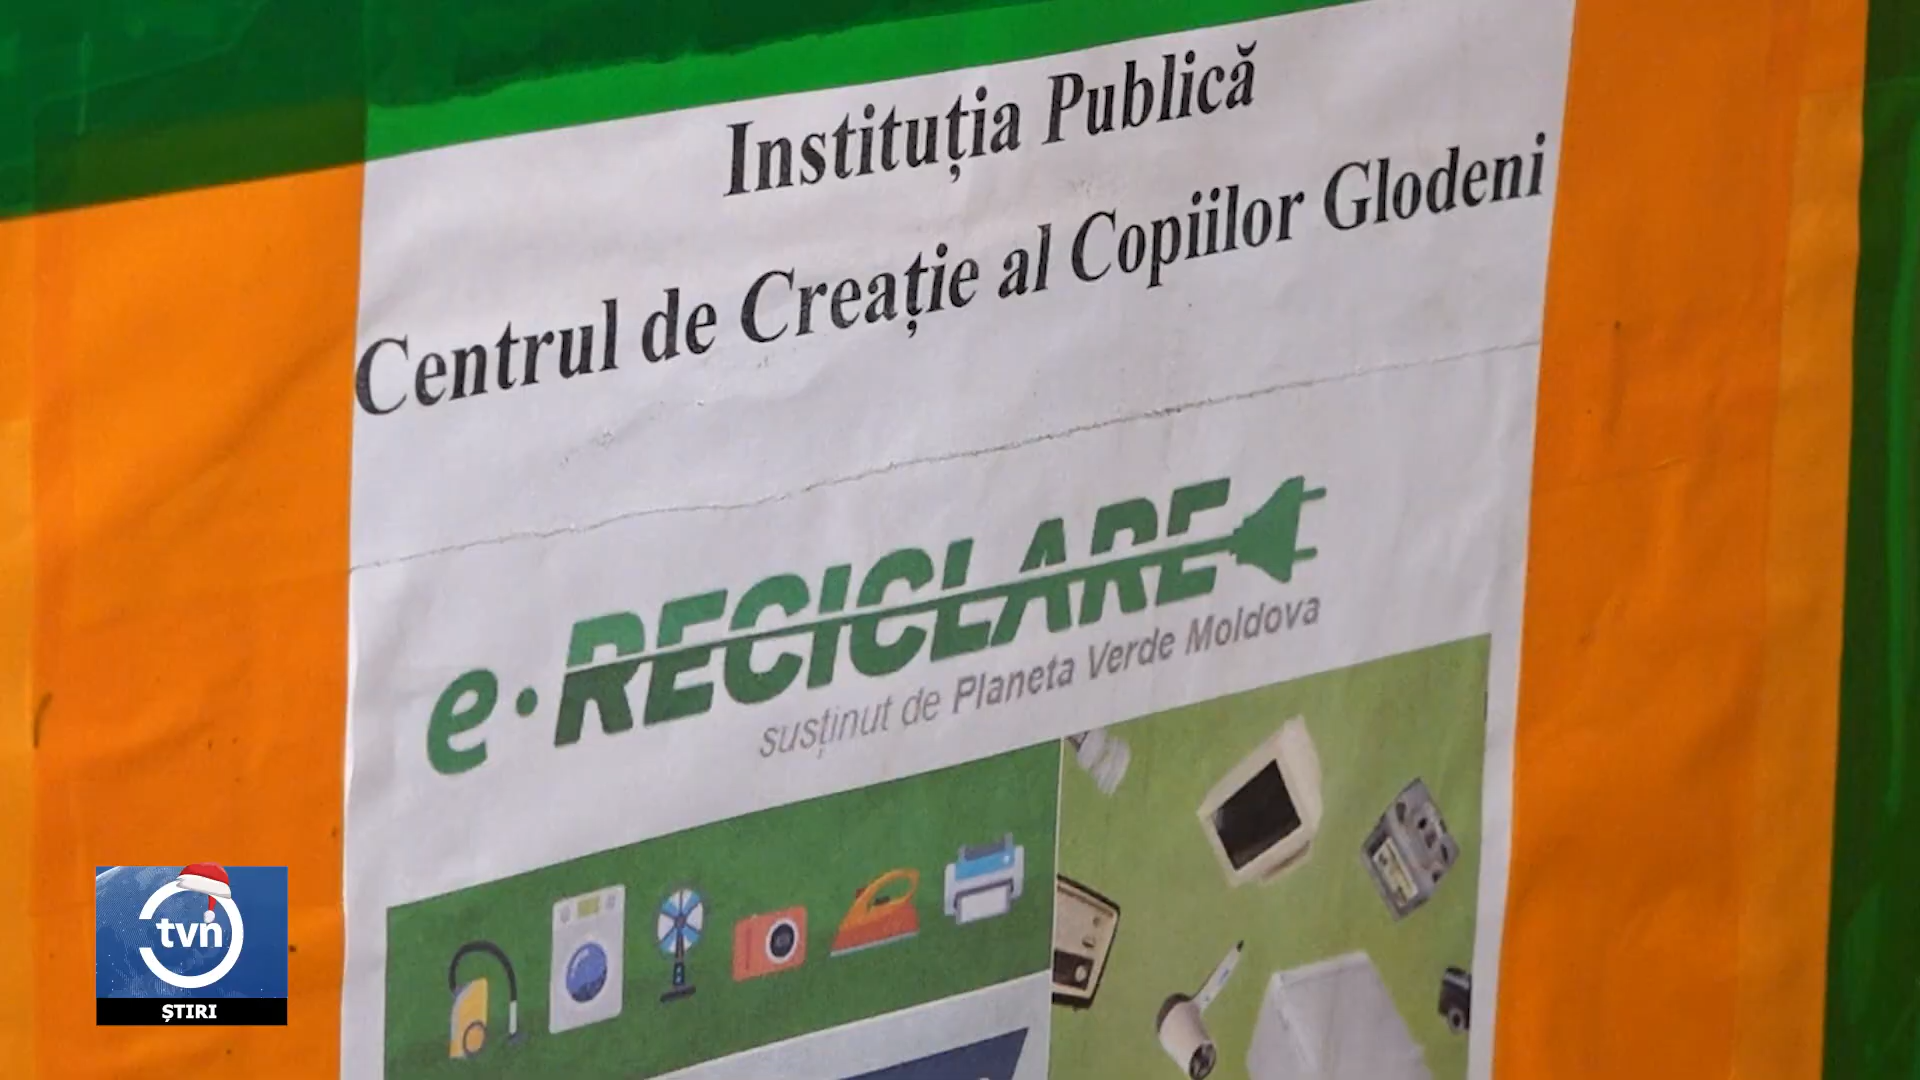 Instituția Publică
Centrul de Creație al Copiilor Glodeni
e·RECICLARE
susținut de Planeta Verde Moldova
tvn
ȘTIRI